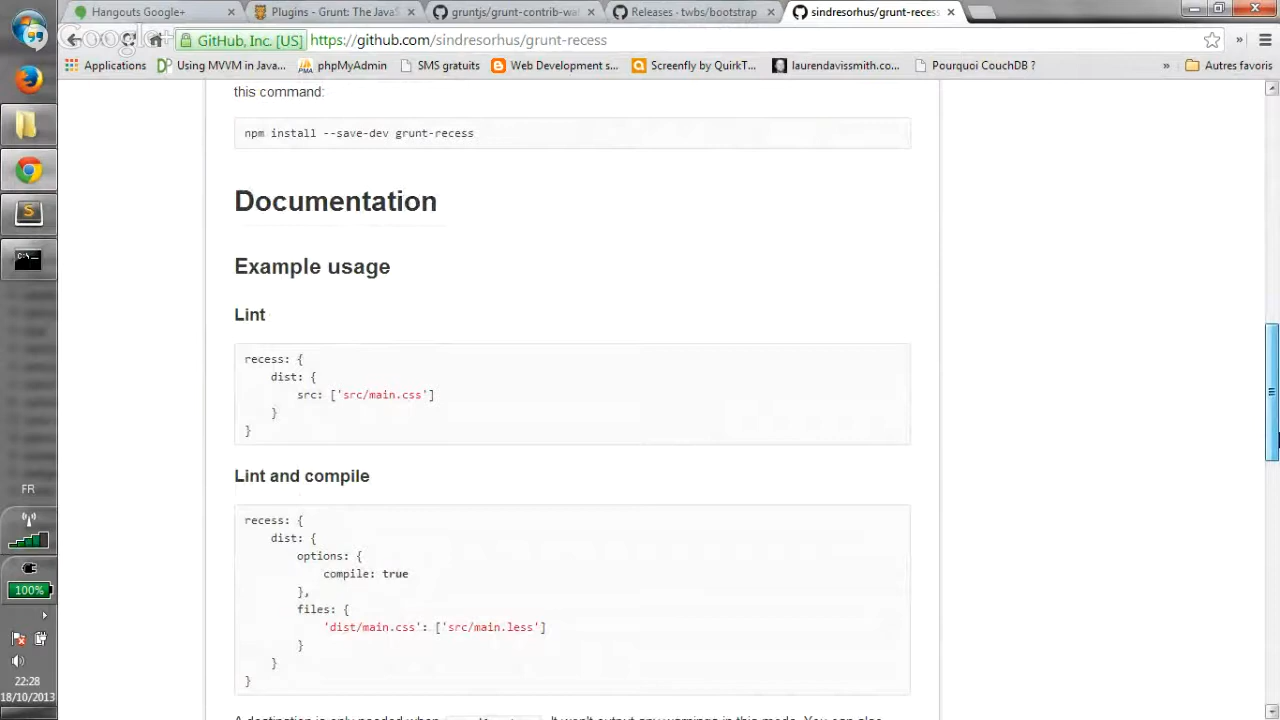 Hangouts Google+
Plugins - Grunt: The JavaS
gruntjs/grunt-contrib-wat
Releases - twbs/bootstrap
sindresorhus/grunt-recess
Google+
GitHub, Inc. [US]
https://github.com/sindresorhus/grunt-recess
Applications
Using MVVM in Java...
phpMyAdmin
SMS gratuits
Web Development s...
Screenfly by QuirkT...
laurendavissmith.co...
Pourquoi CouchDB ?
Autres favoris
this command:
npm install --save-dev grunt-recess
Documentation
Example usage
Lint
recess: {
dist: {
src: ['src/main.css']
}
}
Lint and compile
recess: {
dist: {
options: {
compile: true
},
files: {
'dist/main.css': ['src/main.less']
}
}
}
FR
100%
22:28
18/10/2013